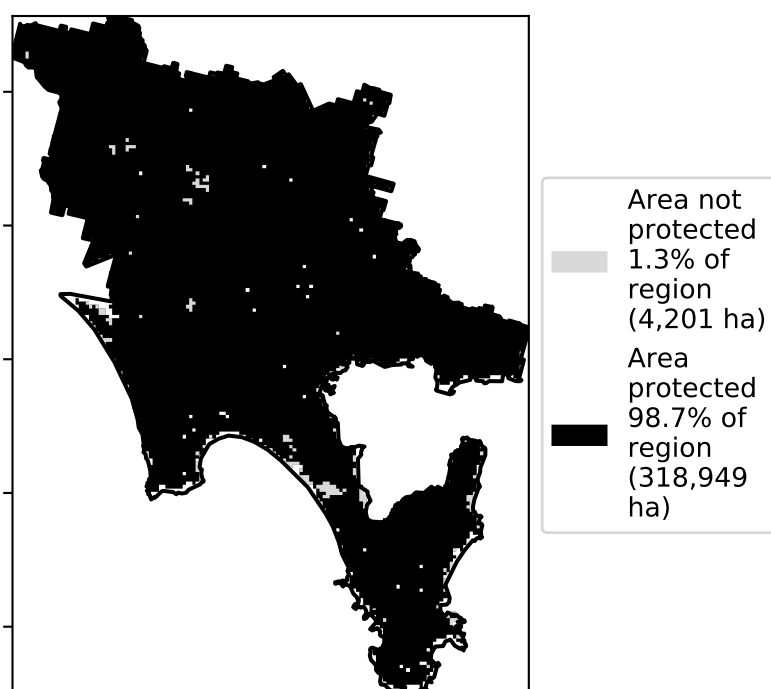 Area not
protected
1.3% of
region
(4,201 ha)
Area
protected
98.7% of
region
(318,949
ha)